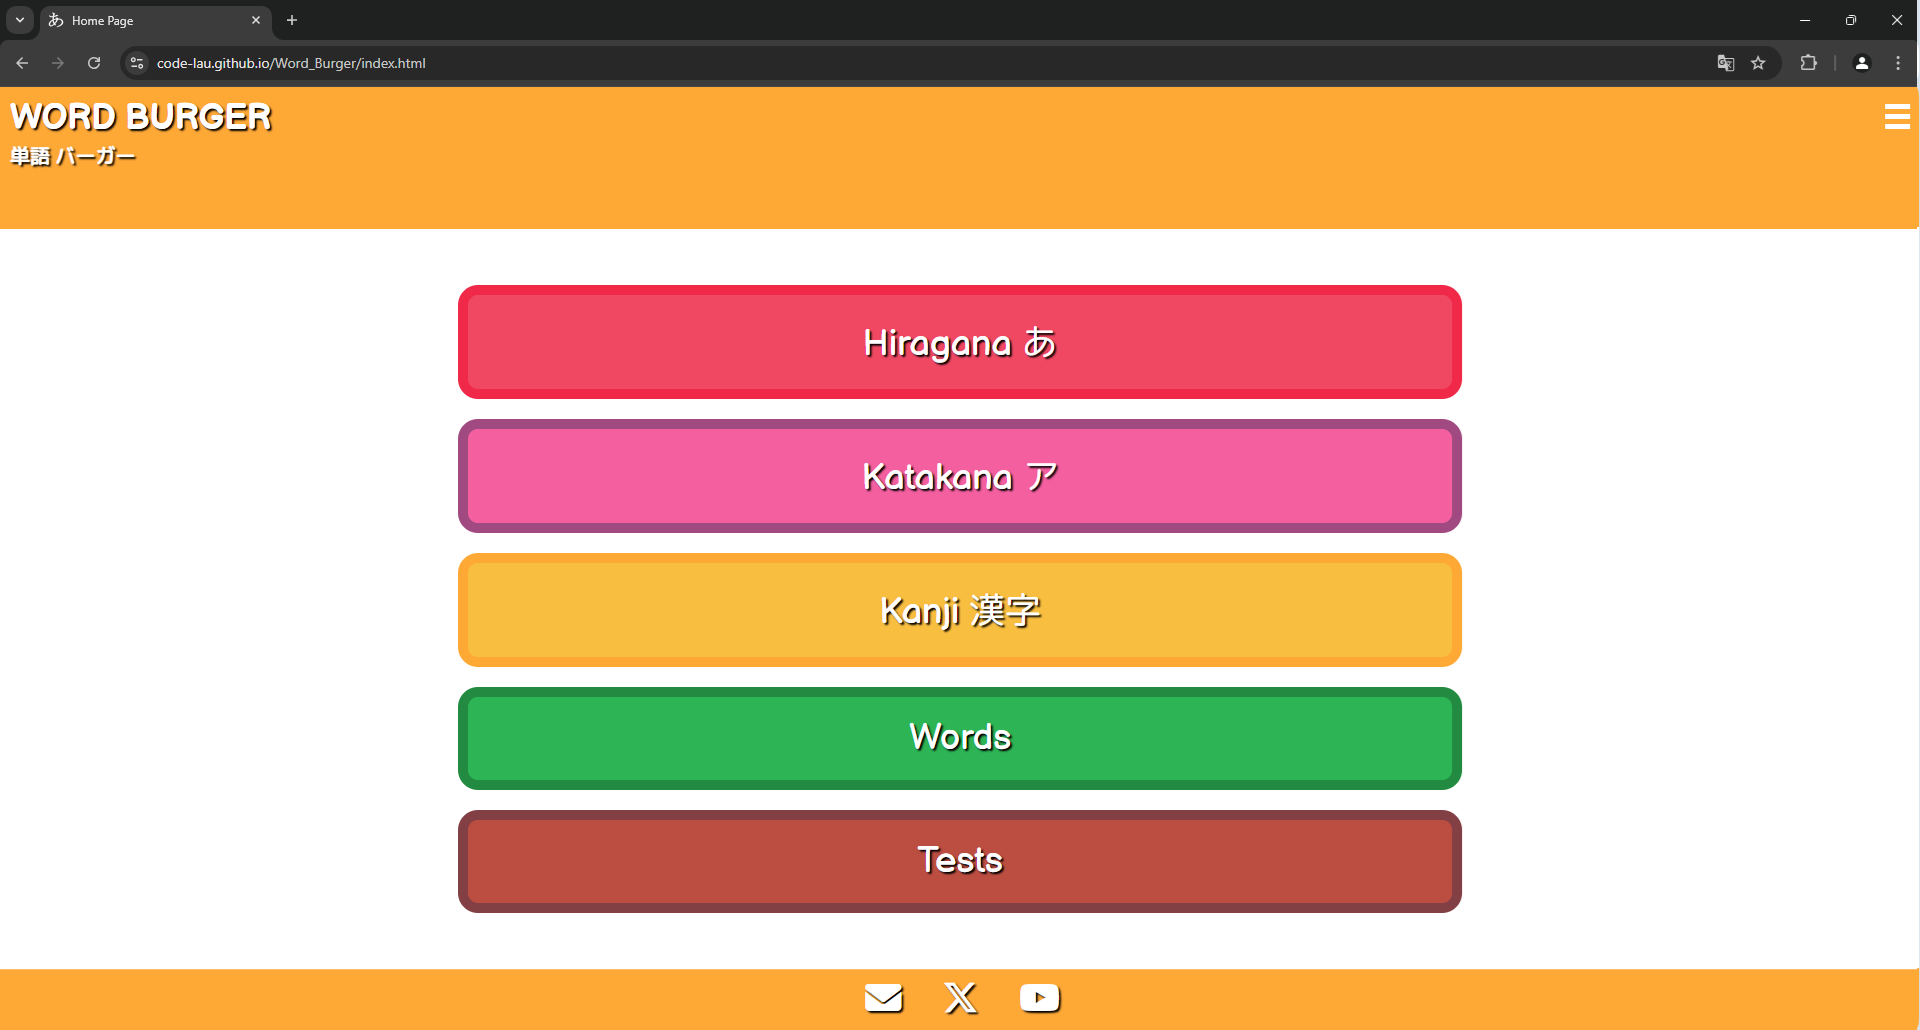 あ Home Page
code-lau.github.io/Word_Burger/index.html
WORD BURGER
単語 バーガー
Hiragana あ
Katakana ア
Kanji 漢字
Words
Tests